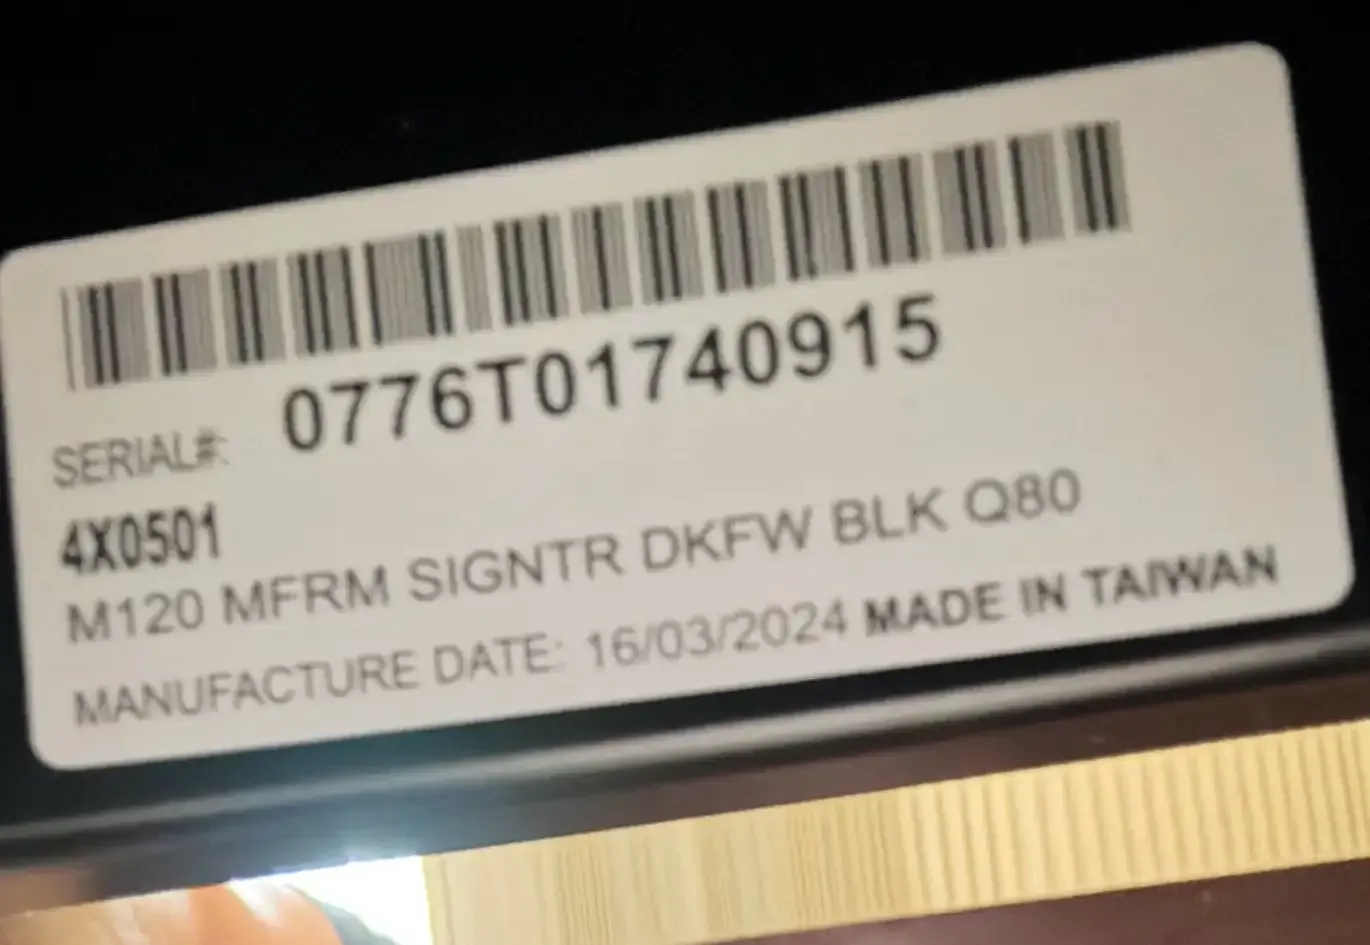 SERIAL#: 0776T01740915
4X0501
M120 MFRM SIGNTR DKFW BLK Q80
MANUFACTURE DATE: 16/03/2024 MADE IN TAIWAN